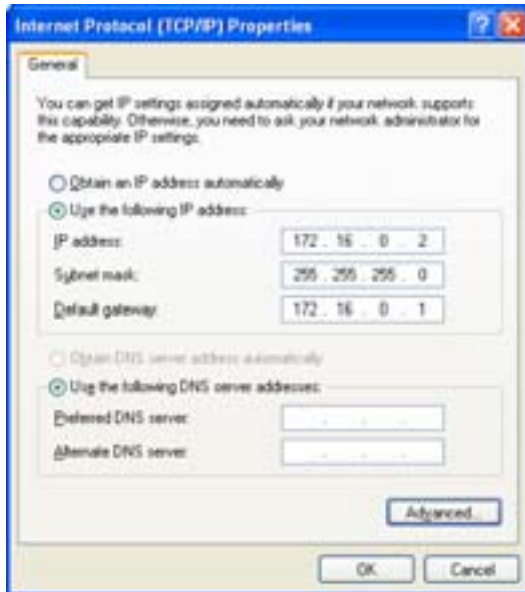 Internet Protocol (TCP/IP) Properties
General
You can get IP settings assigned automatically if your network supports
this capability. Otherwise, you need to ask your network administrator for
the appropriate IP settings.
Obtain an IP address automatically
Use the following IP address:
IP address: 172 . 16 . 0 . 2
Subnet mask: 255 . 255 . 255 . 0
Default gateway: 172 . 16 . 0 . 1
Obtain DNS server address automatically
Use the following DNS server addresses:
Preferred DNS server: . . .
Alternate DNS server: . . .
Advanced...
OK Cancel